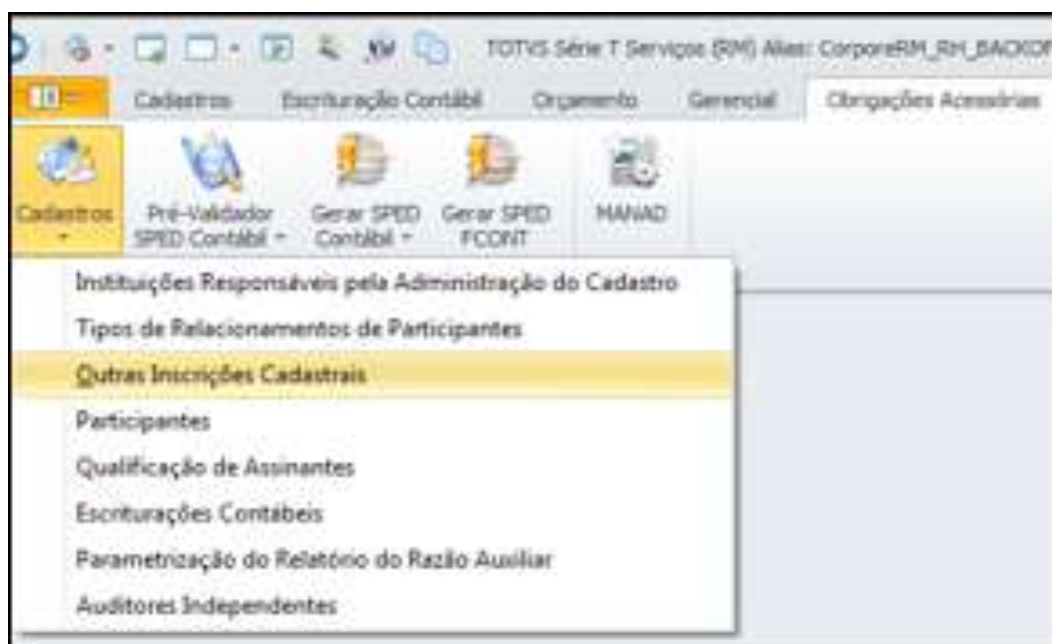 TOTVS Série T Serviços (RM) Alias: CorporeRM_RH_BACKOF
Cadastros Escrituração Contábil Orçamento Gerencial Obrigações Acessórias
Cadastros
Pré-Validador SPED Contábil
Gerar SPED Contábil
Gerar SPED FCONT
MANAD
Instituições Responsáveis pela Administração do Cadastro
Tipos de Relacionamentos de Participantes
Outras Inscrições Cadastrais
Participantes
Qualificação de Assinantes
Escriturações Contábeis
Parametrização do Relatório do Razão Auxiliar
Auditores Independentes